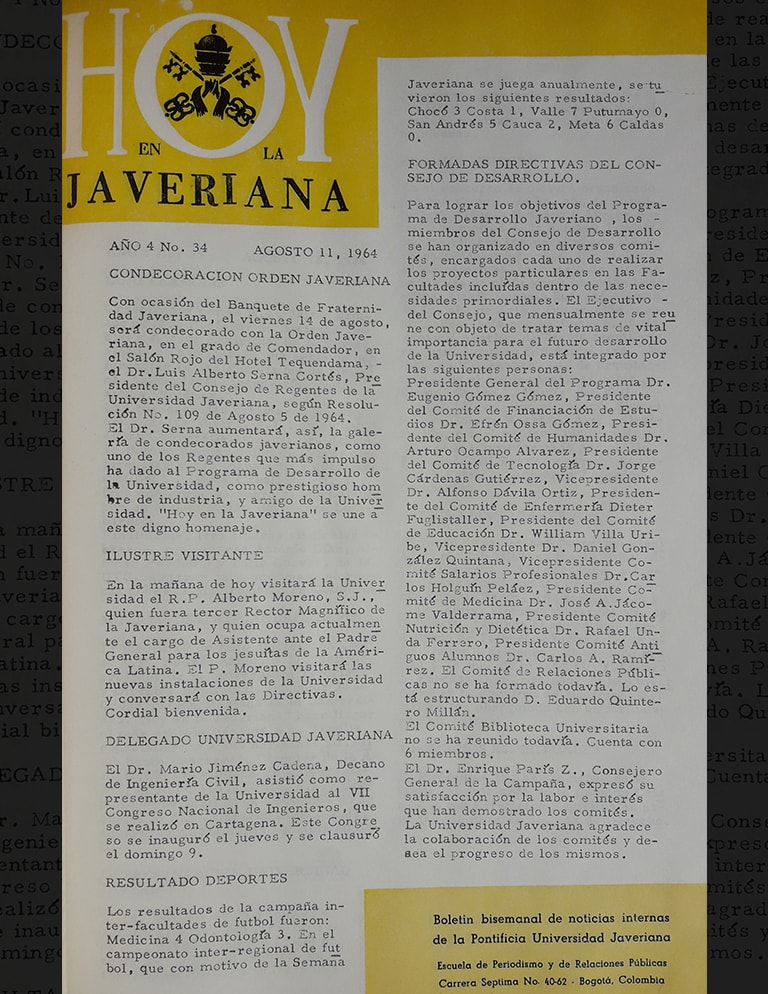 HOY
EN LA
JAVERIANA
AÑO 4 No. 34 AGOSTO 11, 1964
CONDECORACION ORDEN JAVERIANA
Con ocasión del Banquete de Fraterni-
dad Javeriana, el viernes 14 de agosto,
será condecorado con la Orden Jave-
riana, en el grado de Comendador, en
el Salón Rojo del Hotel Tequendama, -
el Dr. Luis Alberto Serna Cortés, Pre
sidente del Consejo de Regentes de la
Universidad Javeriana, según Resolu-
ción No. 109 de Agosto 5 de 1964.
El Dr. Serna aumentará, así, la gale-
ría de condecorados javerianos, como
uno de los Regentes que más impulso
ha dado al Programa de Desarrollo de
la Universidad, como prestigioso hom
bre de industria, y amigo de la Univer
sidad. "Hoy en la Javeriana" se une a
este digno homenaje.
ILUSTRE VISITANTE
En la mañana de hoy visitará la Univer
sidad el R.P. Alberto Moreno, S.J.,
quien fuera tercer Rector Magnífico de
la Javeriana, y quien ocupa actualmen
te el cargo de Asistente ante el Padre
General para los jesuítas de la Améri-
ca Latina. El P. Moreno visitará las
nuevas instalaciones de la Universidad
y conversará con las Directivas.
Cordial bienvenida.
DELEGADO UNIVERSIDAD JAVERIANA
El Dr. Mario Jiménez Cadena, Decano
de Ingeniería Civil, asistió como re-
presentante de la Universidad al VII
Congreso Nacional de Ingenieros, que
se realizó en Cartagena. Este Congre
so se inauguró el jueves y se clausuró
el domingo 9.
RESULTADO DEPORTES
Los resultados de la campaña in-
ter-facultades de futbol fueron:
Medicina 4 Odontología 3. En el
campeonato inter-regional de fut
bol, que con motivo de la Semana
Javeriana se juega anualmente, se tu
vieron los siguientes resultados:
Chocó 3 Costa 1, Valle 7 Putumayo 0,
San Andrés 5 Cauca 2, Meta 6 Caldas
0.
FORMADAS DIRECTIVAS DEL CON-
SEJO DE DESARROLLO.
Para lograr los objetivos del Progra-
ma de Desarrollo Javeriano , los -
miembros del Consejo de Desarrollo
se han organizado en diversos comi-
tés, encargados cada uno de realizar
los proyectos particulares en las Fa-
cultades incluídas dentro de las nece-
sidades primordiales. El Ejecutivo -
del Consejo, que mensualmente se reu
ne con objeto de tratar temas de vital
importancia para el futuro desarrollo
de la Universidad, está integrado por
las siguientes personas:
Presidente General del Programa Dr.
Eugenio Gómez Gómez, Presidente
del Comité de Financiación de Estu-
dios Dr. Efrén Ossa Gómez, Presi-
dente del Comité de Humanidades Dr.
Arturo Ocampo Alvarez, Presidente
del Comité de Tecnología Dr. Jorge
Cárdenas Gutiérrez, Vicepresidente
Dr. Alfonso Dávila Ortiz, Presiden-
te del Comité de Enfermería Dieter
Fuglistaller, Presidente del Comité
de Educación Dr. William Villa Uri-
be, Vicepresidente Dr. Daniel Gon-
zález Quintana, Vicepresidente Co-
mité Salarios Profesionales Dr. Car
los Holguín Peláez, Presidente Co-
mité de Medicina Dr. José A. Jáco-
me Valderrama, Presidente Comité
Nutrición y Dietética Dr. Rafael Un-
da Ferrero, Presidente Comité Anti
guos Alumnos Dr. Carlos A. Ramí-
rez. El Comité de Relaciones Públi-
cas no se ha formado todavía. Lo es-
tá estructurando D. Eduardo Quinte-
ro Millán.
El Comité Biblioteca Universitaria
no se ha reunido todavía. Cuenta con
6 miembros.
El Dr. Enrique París Z., Consejero
General de la Campaña, expresó su
satisfacción por la labor e interés
que han demostrado los comités.
La Universidad Javeriana agradece
la colaboración de los comités y de-
sea el progreso de los mismos.
Boletín bisemanal de noticias internas
de la Pontificia Universidad Javeriana
Escuela de Periodismo y de Relaciones Públicas
Carrera Septima No. 40-62 - Bogotá, Colombia